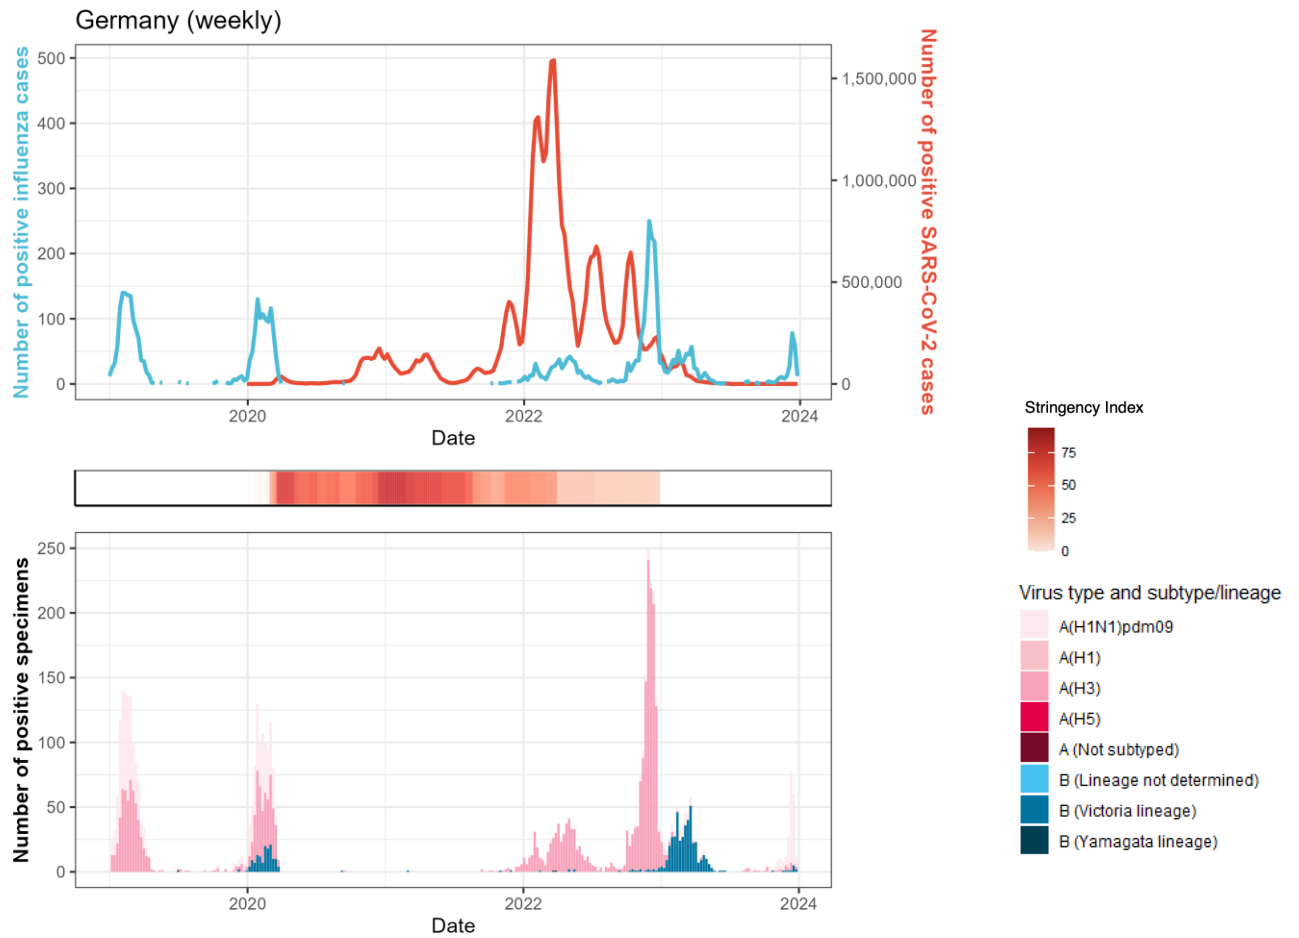 Germany (weekly)
Number of positive influenza cases
500
400
300
200
100
0
1,500,000
1,000,000
500,000
0
Number of positive SARS-CoV-2 cases
2020
2022
2024
Date
Number of positive specimens
250
200
150
100
50
0
2020
2022
2024
Date
Stringency Index
75
50
25
0
Virus type and subtype/lineage
A(H1N1)pdm09
A(H1)
A(H3)
A(H5)
A (Not subtyped)
B (Lineage not determined)
B (Victoria lineage)
B (Yamagata lineage)